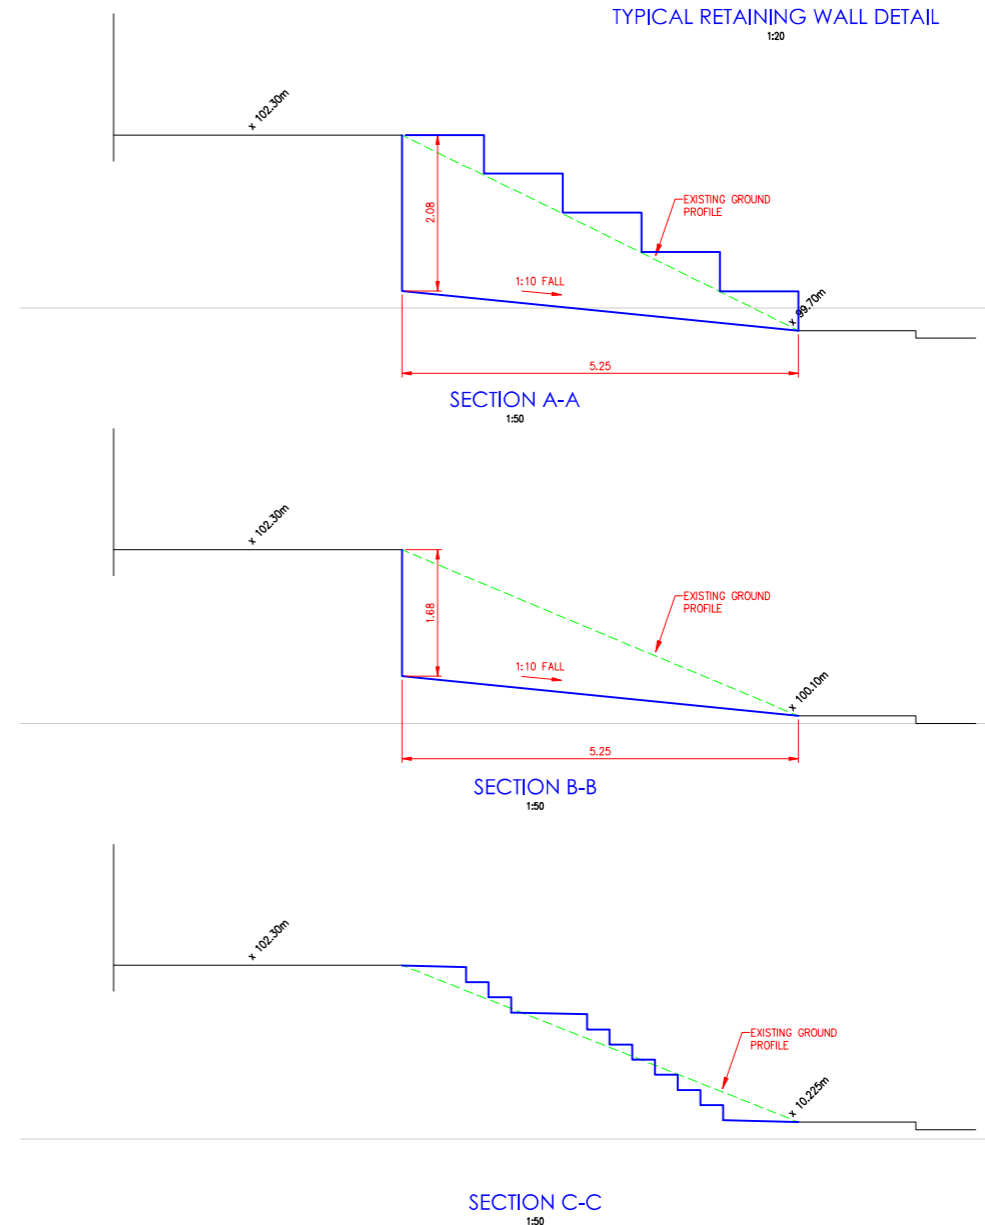 TYPICAL RETAINING WALL DETAIL
1:20
x 102.30m
2.08
EXISTING GROUND
PROFILE
1:10 FALL
x 99.70m
5.25
SECTION A-A
1:50
x 102.30m
1.68
EXISTING GROUND
PROFILE
1:10 FALL
x 100.10m
5.25
SECTION B-B
1:50
x 102.30m
EXISTING GROUND
PROFILE
x 10.225m
SECTION C-C
1:50